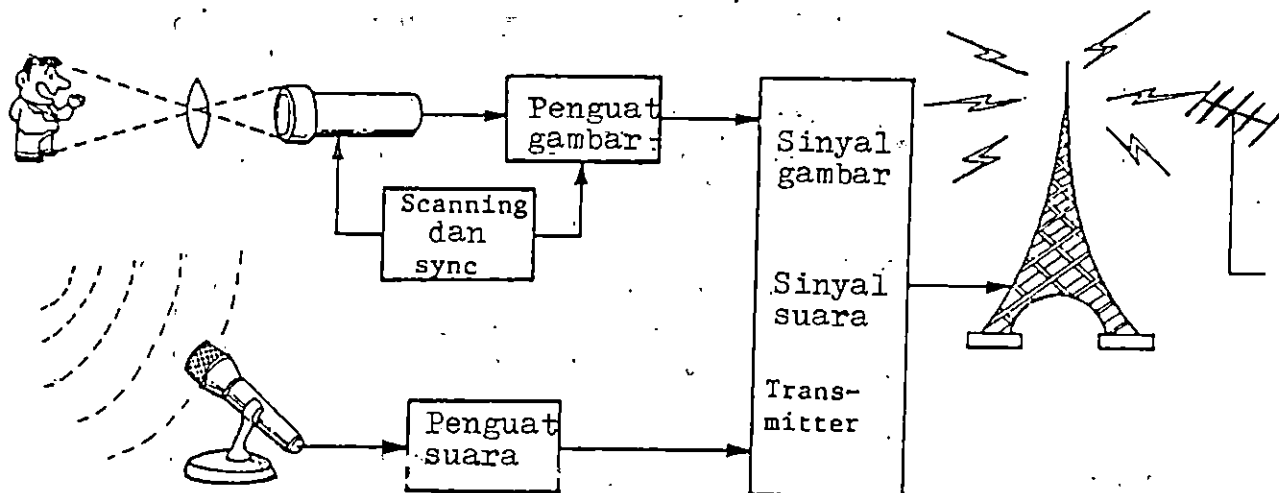 Penguat
gambar
Scanning
dan
sync
Sinyal
gambar
Sinyal
suara
Trans-
mitter
Penguat
suara